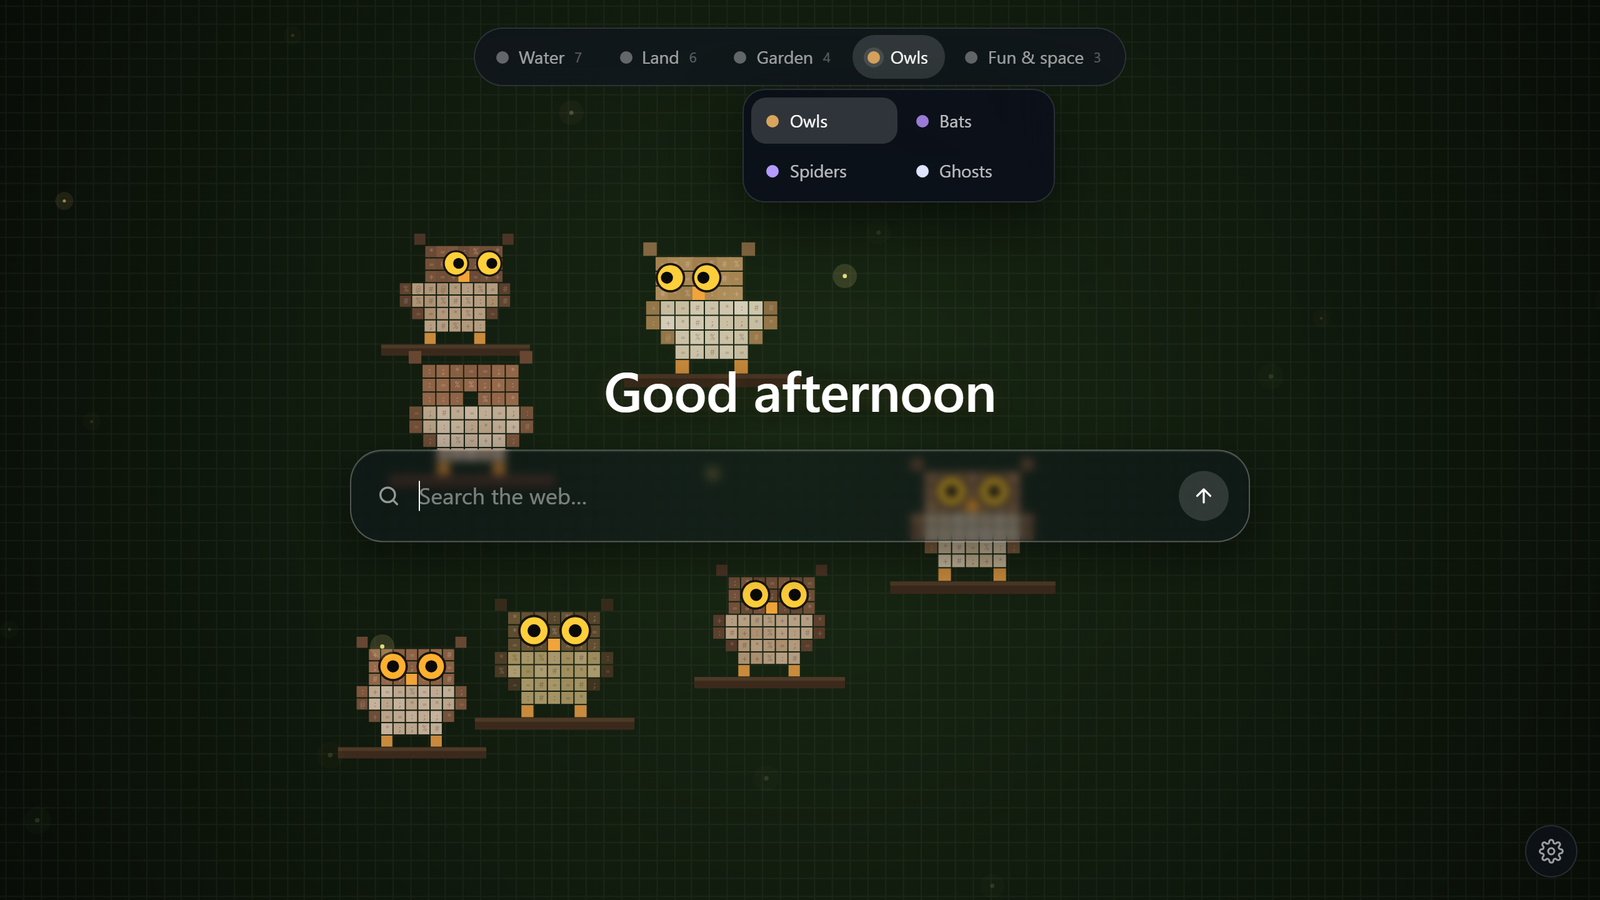 Water 7 Land 6 Garden 4 Owls Fun & space 3
Owls Bats
Spiders Ghosts
Good afternoon
Search the web...